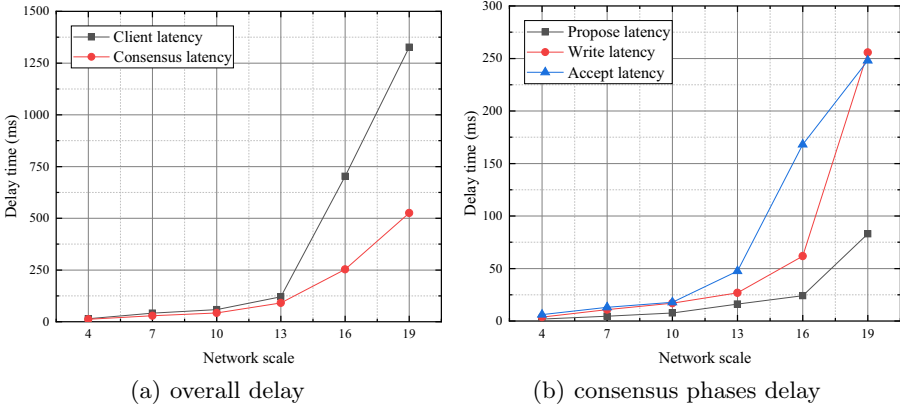 1500
1250
1000
750
500
250
0
Delay time (ms)
Client latency
Consensus latency
4 7 10 13 16 19
Network scale
(a) overall delay
300
250
200
150
100
50
0
Delay time (ms)
Propose latency
Write latency
Accept latency
4 7 10 13 16 19
Network scale
(b) consensus phases delay